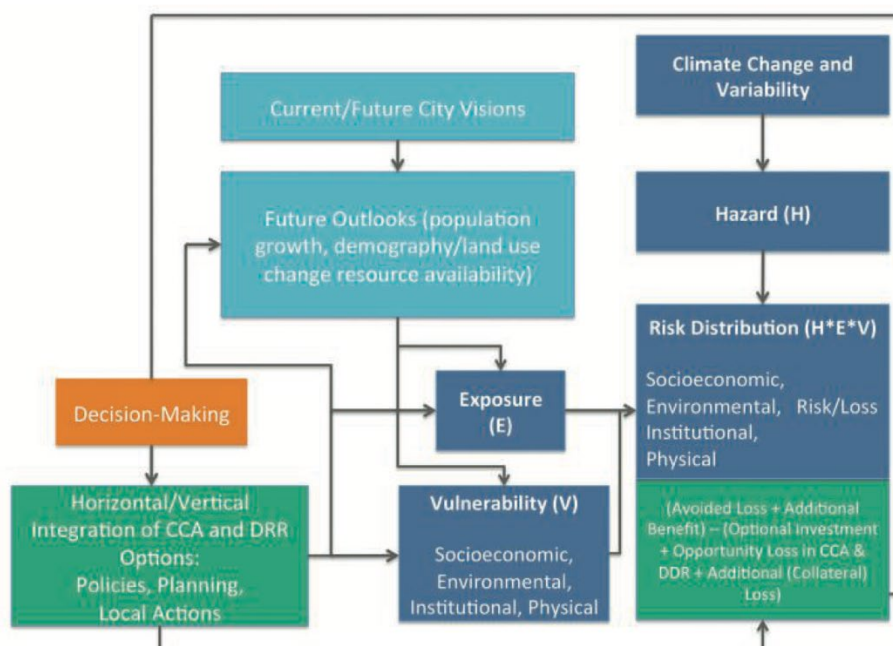 Climate Change and
Variability
Current/Future City Visions
Hazard (H)
Future Outlooks (population
growth, demography/land use
change resource availability)
Risk Distribution (H*E*V)
Socioeconomic,
Environmental, Risk/Loss
Institutional,
Physical
Exposure
(E)
Decision-Making
Horizontal/Vertical
Integration of CCA and DRR
Options:
Policies, Planning,
Local Actions
Vulnerability (V)
Socioeconomic,
Environmental,
Institutional, Physical
(Avoided Loss + Additional
Benefit) – (Optional Investment
+ Opportunity Loss in CCA &
DDR + Additional (Collateral)
Loss)